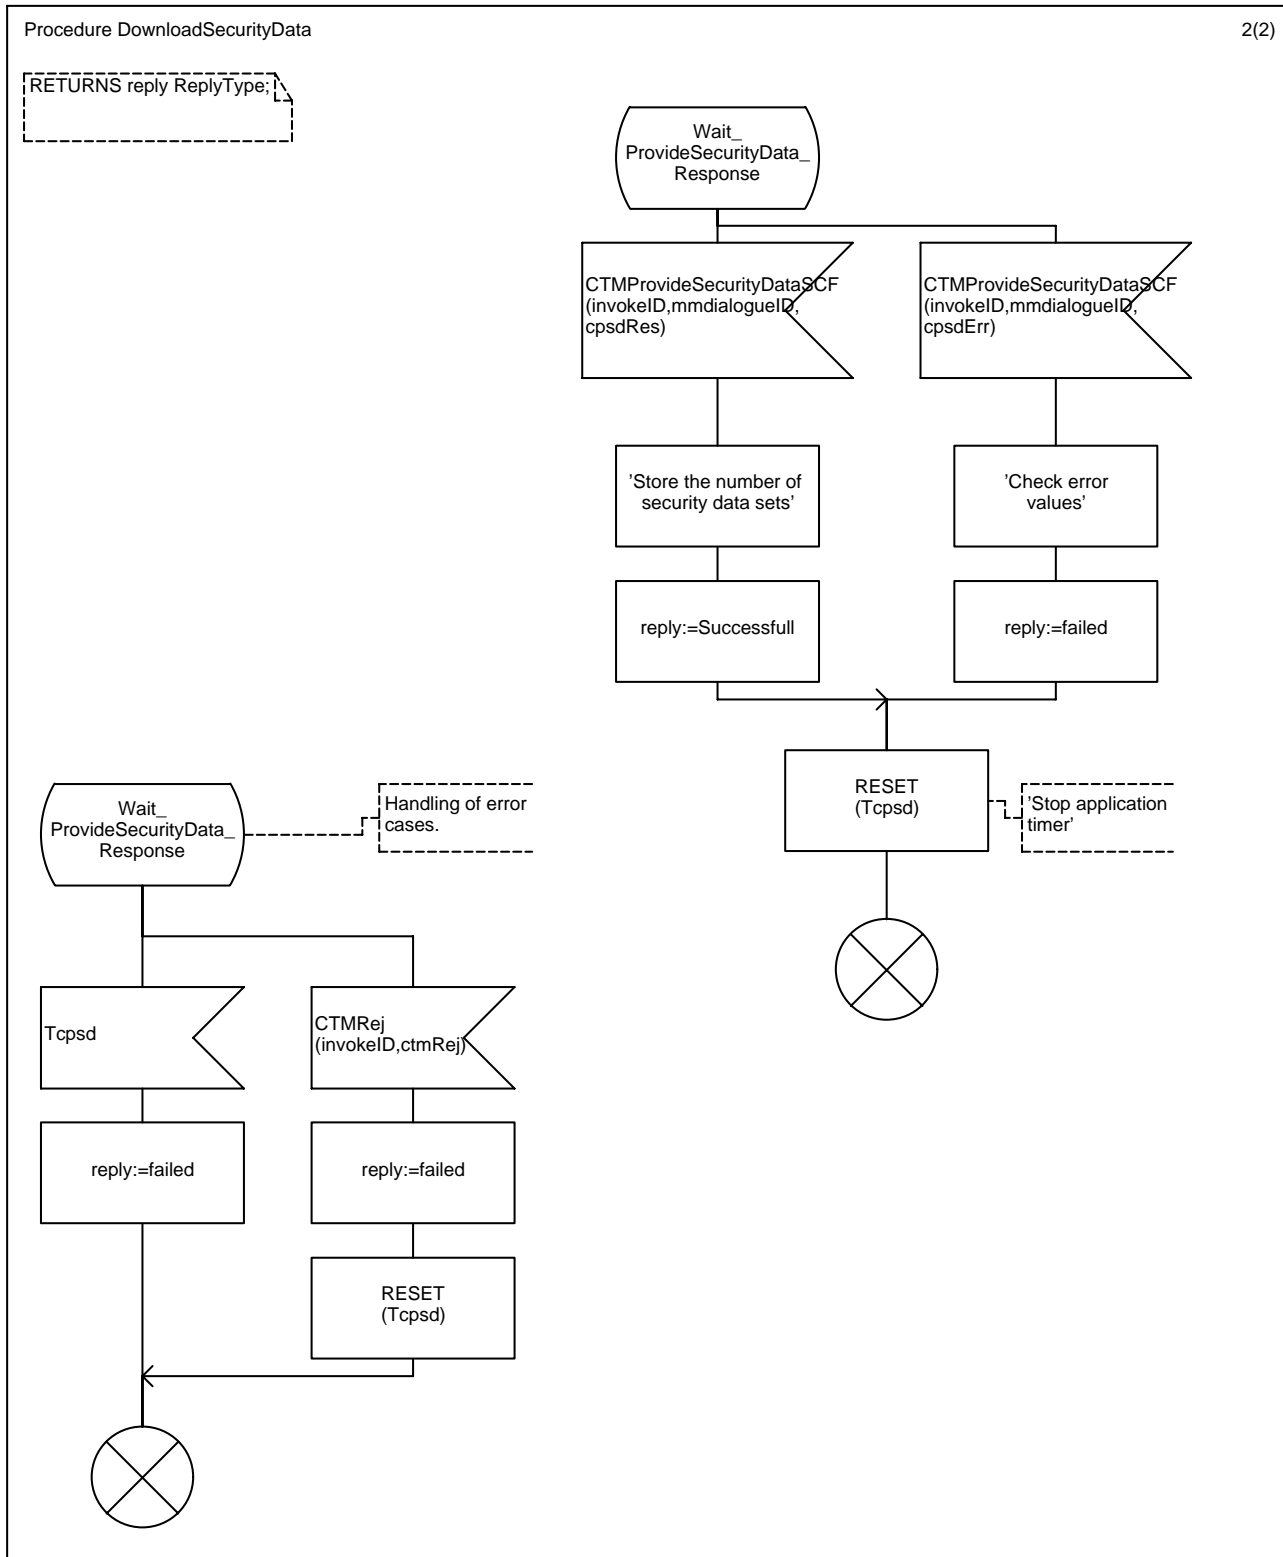 Procedure DownloadSecurityData
2(2)
RETURNS reply ReplyType;
Wait_
ProvideSecurityData_
Response
CTMProvideSecurityDataSCF
(invokeID,mmdialogueID,
cpsdRes)
CTMProvideSecurityDataSCF
(invokeID,mmdialogueID,
cpsdErr)
'Store the number of
security data sets'
'Check error
values'
reply:=Successfull
reply:=failed
RESET
(Tcpsd)
'Stop application
timer'
Wait_
ProvideSecurityData_
Response
Handling of error
cases.
Tcpsd
CTMRej
(invokeID,ctmRej)
reply:=failed
reply:=failed
RESET
(Tcpsd)